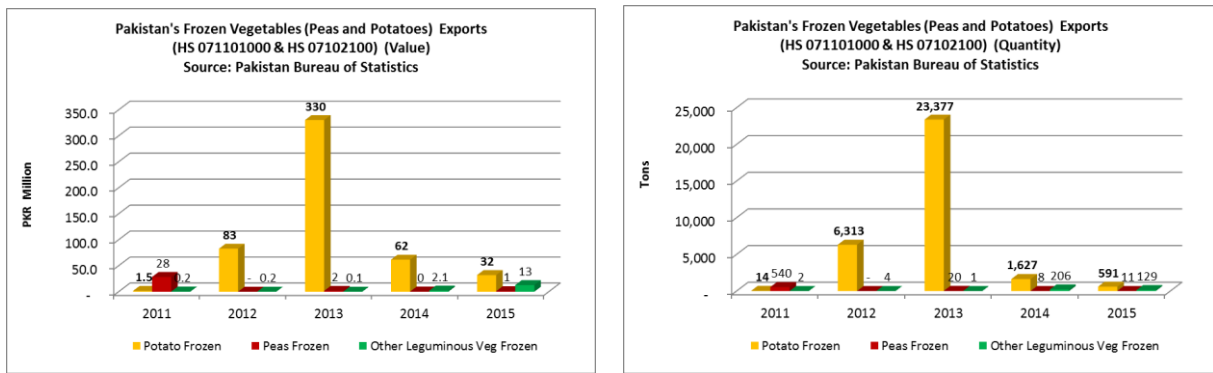 Pakistan's Frozen Vegetables (Peas and Potatoes) Exports
(HS 071101000 & HS 07102100) (Value)
Source: Pakistan Bureau of Statistics
PKR Million
350.0
300.0
250.0
200.0
150.0
100.0
50.0
-
1.5 28 0.2
83 - 0.2
330 2 0.1
62 0 2.1
32 1 13
2011 2012 2013 2014 2015
Potato Frozen Peas Frozen Other Leguminous Veg Frozen
Pakistan's Frozen Vegetables (Peas and Potatoes) Exports
(HS 071101000 & HS 07102100) (Quantity)
Source: Pakistan Bureau of Statistics
Tons
25,000
20,000
15,000
10,000
5,000
-
14 540 2
6,313 - 4
23,377 20 1
1,627 8 206
591 11 129
2011 2012 2013 2014 2015
Potato Frozen Peas Frozen Other Leguminous Veg Frozen